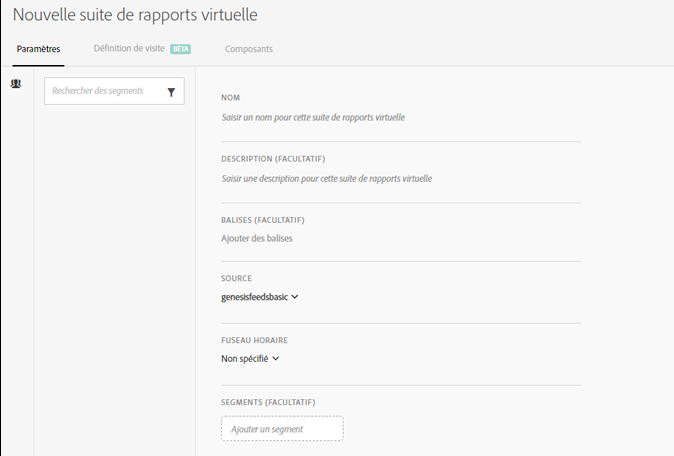 Nouvelle suite de rapports virtuelle
Paramètres Définition de visite BÊTA Composants
Rechercher des segments
NOM
Saisir un nom pour cette suite de rapports virtuelle
DESCRIPTION (FACULTATIF)
Saisir une description pour cette suite de rapports virtuelle
BALISES (FACULTATIF)
Ajouter des balises
SOURCE
genesisfeedsbasic
FUSEAU HORAIRE
Non spécifié
SEGMENTS (FACULTATIF)
Ajouter un segment